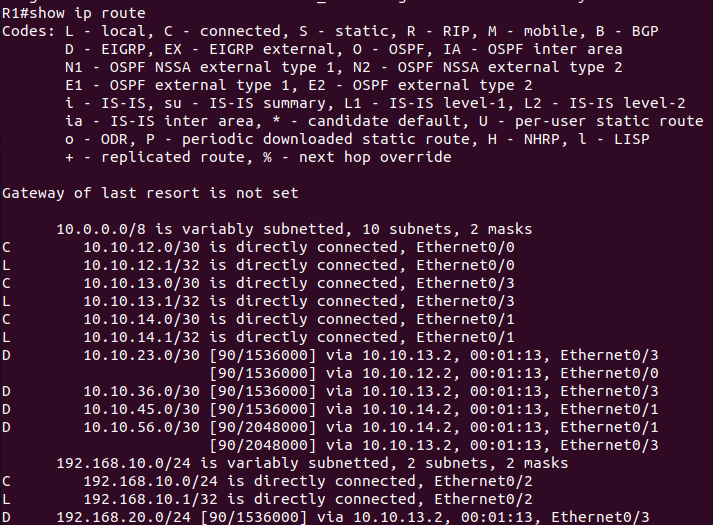 R1#show ip route
Codes: L - local, C - connected, S - static, R - RIP, M - mobile, B - BGP
       D - EIGRP, EX - EIGRP external, O - OSPF, IA - OSPF inter area
       N1 - OSPF NSSA external type 1, N2 - OSPF NSSA external type 2
       E1 - OSPF external type 1, E2 - OSPF external type 2
       i - IS-IS, su - IS-IS summary, L1 - IS-IS level-1, L2 - IS-IS level-2
       ia - IS-IS inter area, * - candidate default, U - per-user static route
       o - ODR, P - periodic downloaded static route, H - NHRP, l - LISP
       + - replicated route, % - next hop override

Gateway of last resort is not set

      10.0.0.0/8 is variably subnetted, 10 subnets, 2 masks
C        10.10.12.0/30 is directly connected, Ethernet0/0
L        10.10.12.1/32 is directly connected, Ethernet0/0
C        10.10.13.0/30 is directly connected, Ethernet0/3
L        10.10.13.1/32 is directly connected, Ethernet0/3
C        10.10.14.0/30 is directly connected, Ethernet0/1
L        10.10.14.1/32 is directly connected, Ethernet0/1
D        10.10.23.0/30 [90/1536000] via 10.10.13.2, 00:01:13, Ethernet0/3
                       [90/1536000] via 10.10.12.2, 00:01:13, Ethernet0/0
D        10.10.36.0/30 [90/1536000] via 10.10.13.2, 00:01:13, Ethernet0/3
D        10.10.45.0/30 [90/1536000] via 10.10.14.2, 00:01:13, Ethernet0/1
D        10.10.56.0/30 [90/2048000] via 10.10.14.2, 00:01:13, Ethernet0/1
                       [90/2048000] via 10.10.13.2, 00:01:13, Ethernet0/3
      192.168.10.0/24 is variably subnetted, 2 subnets, 2 masks
C        192.168.10.0/24 is directly connected, Ethernet0/2
L        192.168.10.1/32 is directly connected, Ethernet0/2
D     192.168.20.0/24 [90/1536000] via 10.10.13.2, 00:01:13, Ethernet0/3